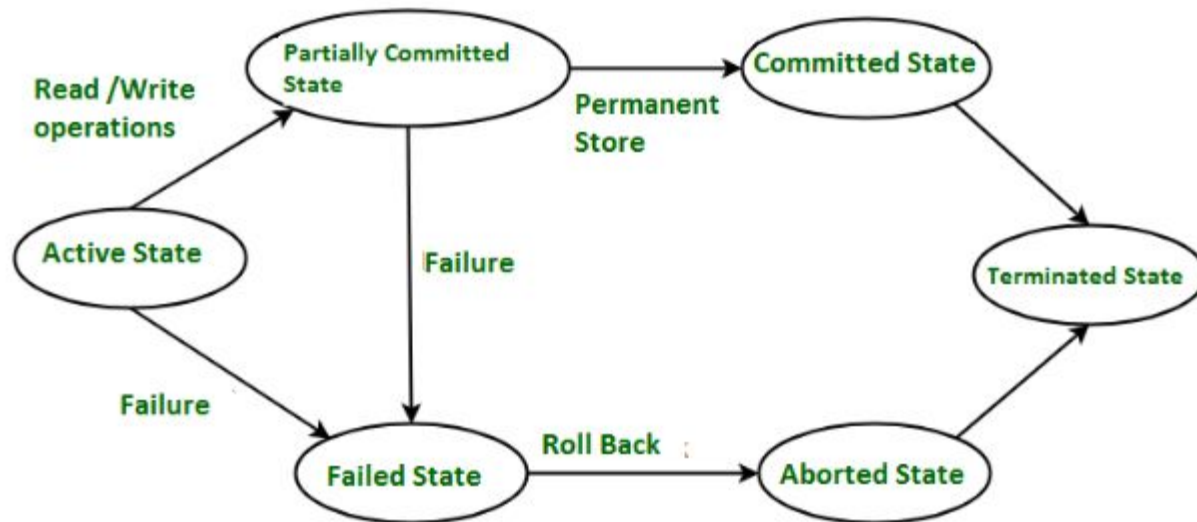 Partially Committed
State
Committed State
Read /Write
operations
Permanent
Store
Active State
Failure
Terminated State
Failure
Roll Back
Failed State
Aborted State